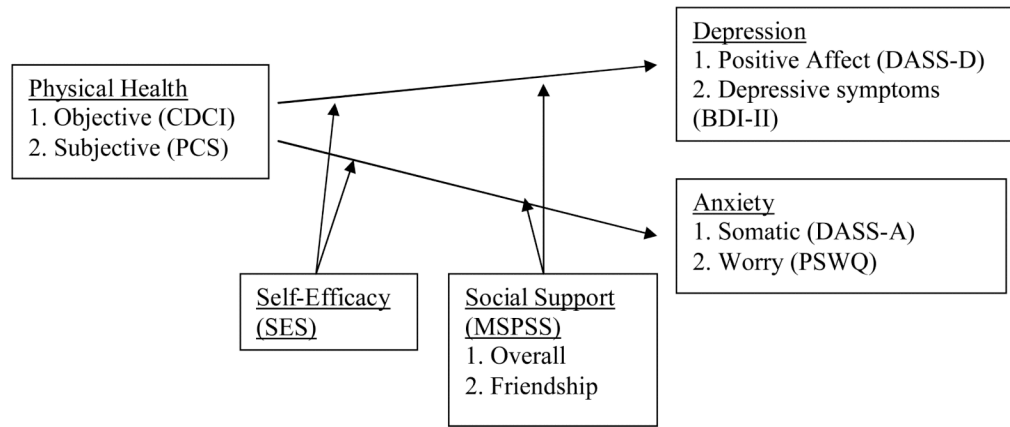 Physical Health
1. Objective (CDCI)
2. Subjective (PCS)
Depression
1. Positive Affect (DASS-D)
2. Depressive symptoms
(BDI-II)
Anxiety
1. Somatic (DASS-A)
2. Worry (PSWQ)
Self-Efficacy
(SES)
Social Support
(MSPSS)
1. Overall
2. Friendship